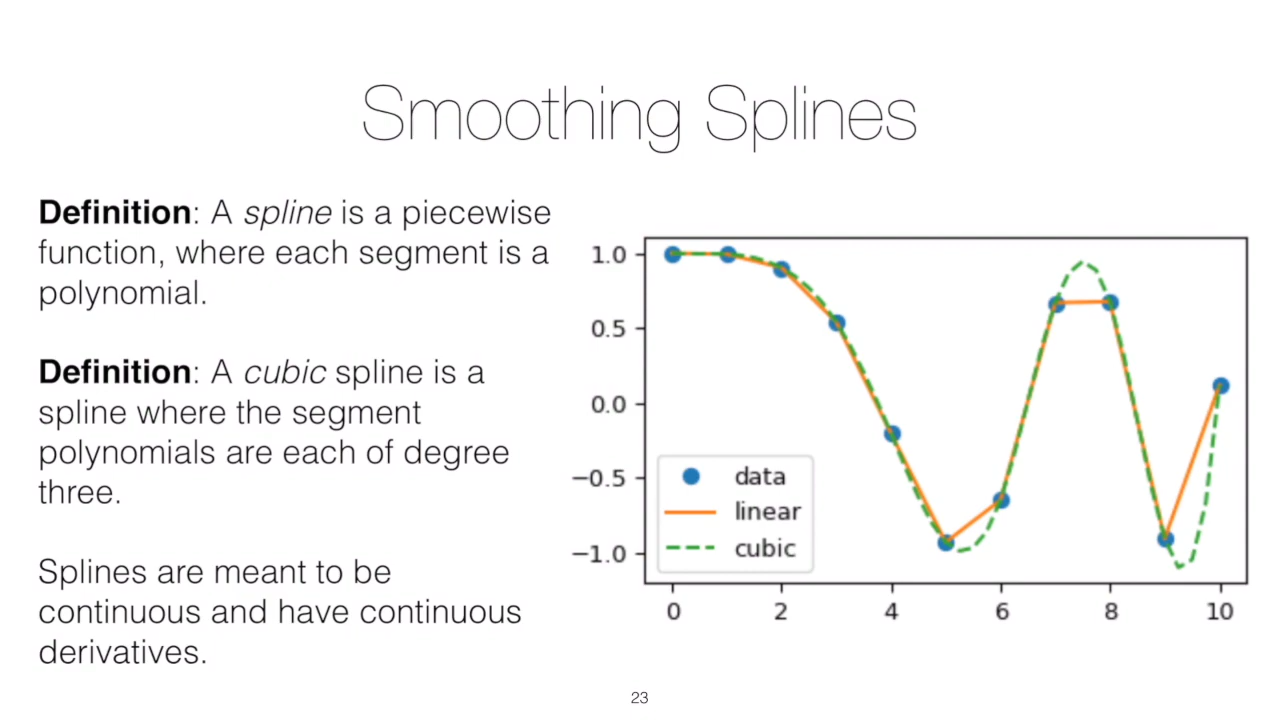 Smoothing Splines
Definition: A spline is a piecewise
function, where each segment is a
polynomial.
Definition: A cubic spline is a
spline where the segment
polynomials are each of degree
three.
Splines are meant to be
continuous and have continuous
derivatives.
1.0
0.5
0.0
−0.5
−1.0
data
linear
cubic
0 2 4 6 8 10
23